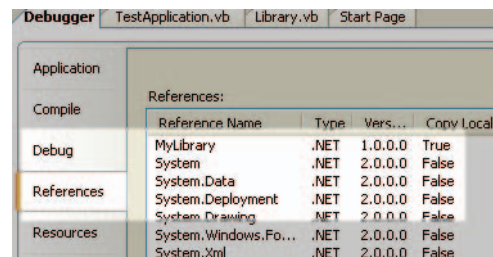 Debugger TestApplication.vb Library.vb Start Page
Application
Compile
Debug
References
Resources
References:
Reference Name Type Vers... Copy Local
MyLibrary .NET 1.0.0.0 True
System .NET 2.0.0.0 False
System.Data .NET 2.0.0.0 False
System.Deployment .NET 2.0.0.0 False
System.Drawing .NET 2.0.0.0 False
System.Windows.Fo... .NET 2.0.0.0 False
System.Xml .NET 2.0.0.0 False